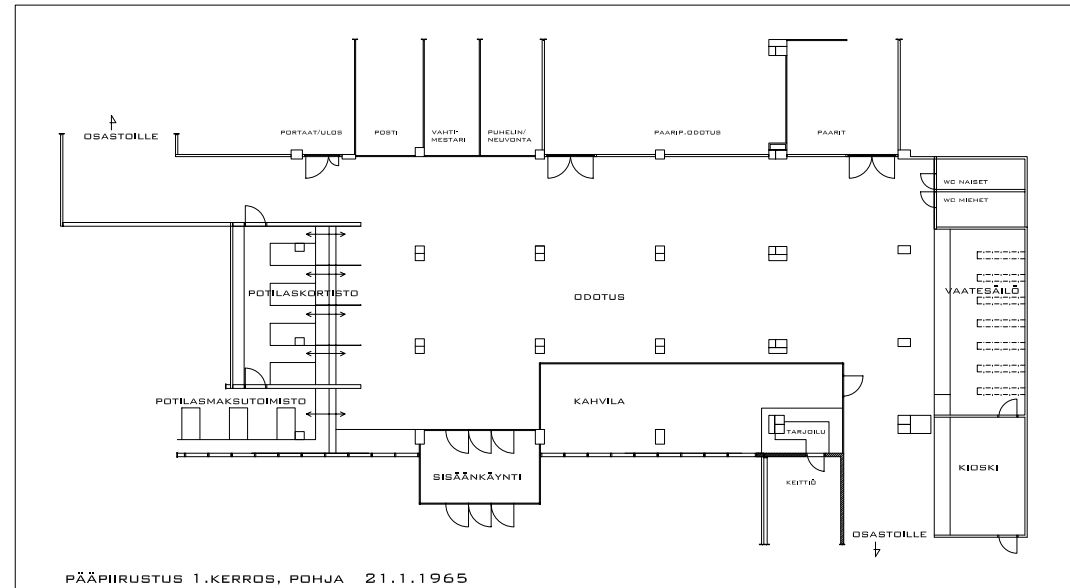 OSASTOILLE
PORTAAT/ULOS
POSTI
VAHTI-
MESTARI
PUHELIN/
NEUVONTA
PAARIP.ODOTUS
PAARIT
WC NAISET
WC MIEHET
POTILASKORTISTO
ODOTUS
VAATESÄILÖ
POTILASMAKSUTOIMISTO
KAHVILA
TARJOILU
SISÄÄNKÄYNTI
KEITTIÖ
KIOSKI
OSASTOILLE
PÄÄPIIRUSTUS 1.KERROS, POHJA 21.1.1965